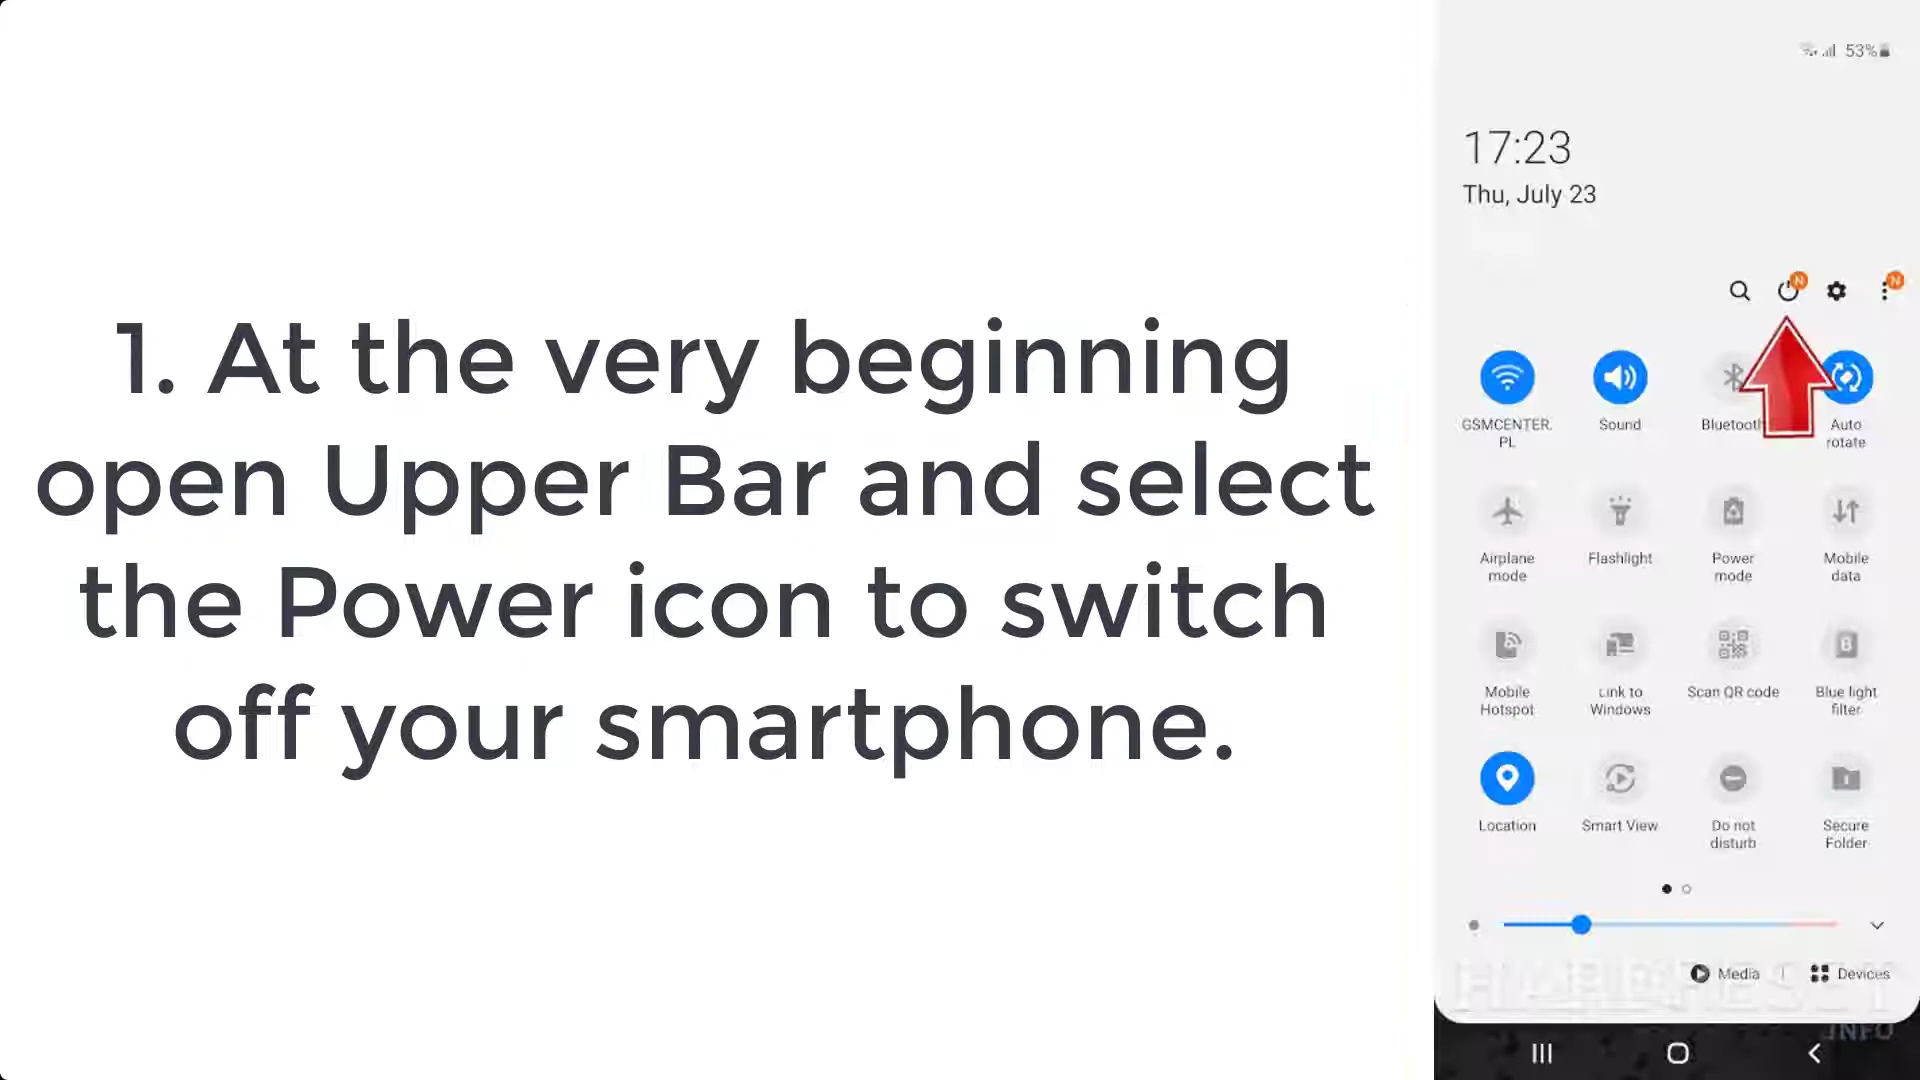 1. At the very beginning
open Upper Bar and select
the Power icon to switch
off your smartphone.
53%
17:23
Thu, July 23
N
N
GSMCENTER.
PL
Sound
Bluetooth
Auto
rotate
Airplane
mode
Flashlight
Power
mode
Mobile
data
Mobile
Hotspot
Link to
Windows
Scan QR code
Blue light
filter
Location
Smart View
Do not
disturb
Secure
Folder
Media
Devices
HARDRESET
.INFO